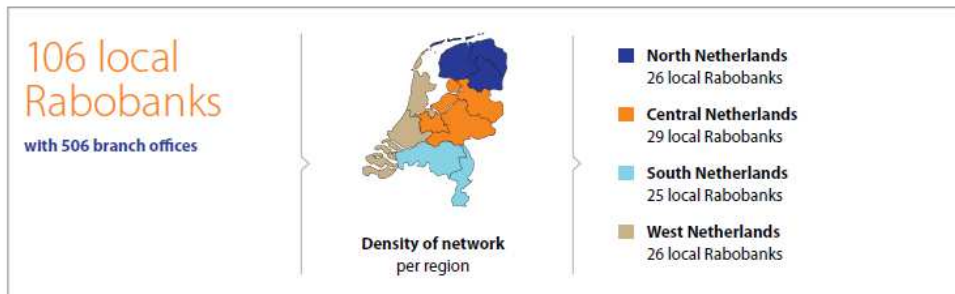 106 local
Rabobanks
with 506 branch offices
Density of network
per region
North Netherlands
26 local Rabobanks
Central Netherlands
29 local Rabobanks
South Netherlands
25 local Rabobanks
West Netherlands
26 local Rabobanks